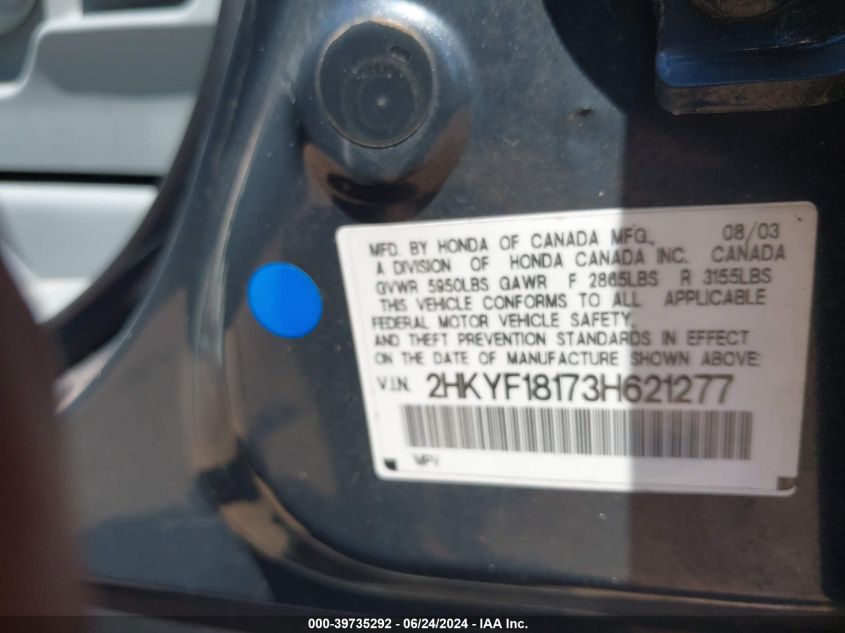 MFD. BY HONDA OF CANADA MFG., 08/03
A DIVISION OF HONDA CANADA INC. CANADA
GVWR 5950LBS GAWR F 2865LBS R 3155LBS
THIS VEHICLE CONFORMS TO ALL APPLICABLE
FEDERAL MOTOR VEHICLE SAFETY,
AND THEFT PREVENTION STANDARDS IN EFFECT
ON THE DATE OF MANUFACTURE SHOWN ABOVE:
V.I.N. 2HKYF18173H621277
MPV
000-39735292 - 06/24/2024 - IAA Inc.